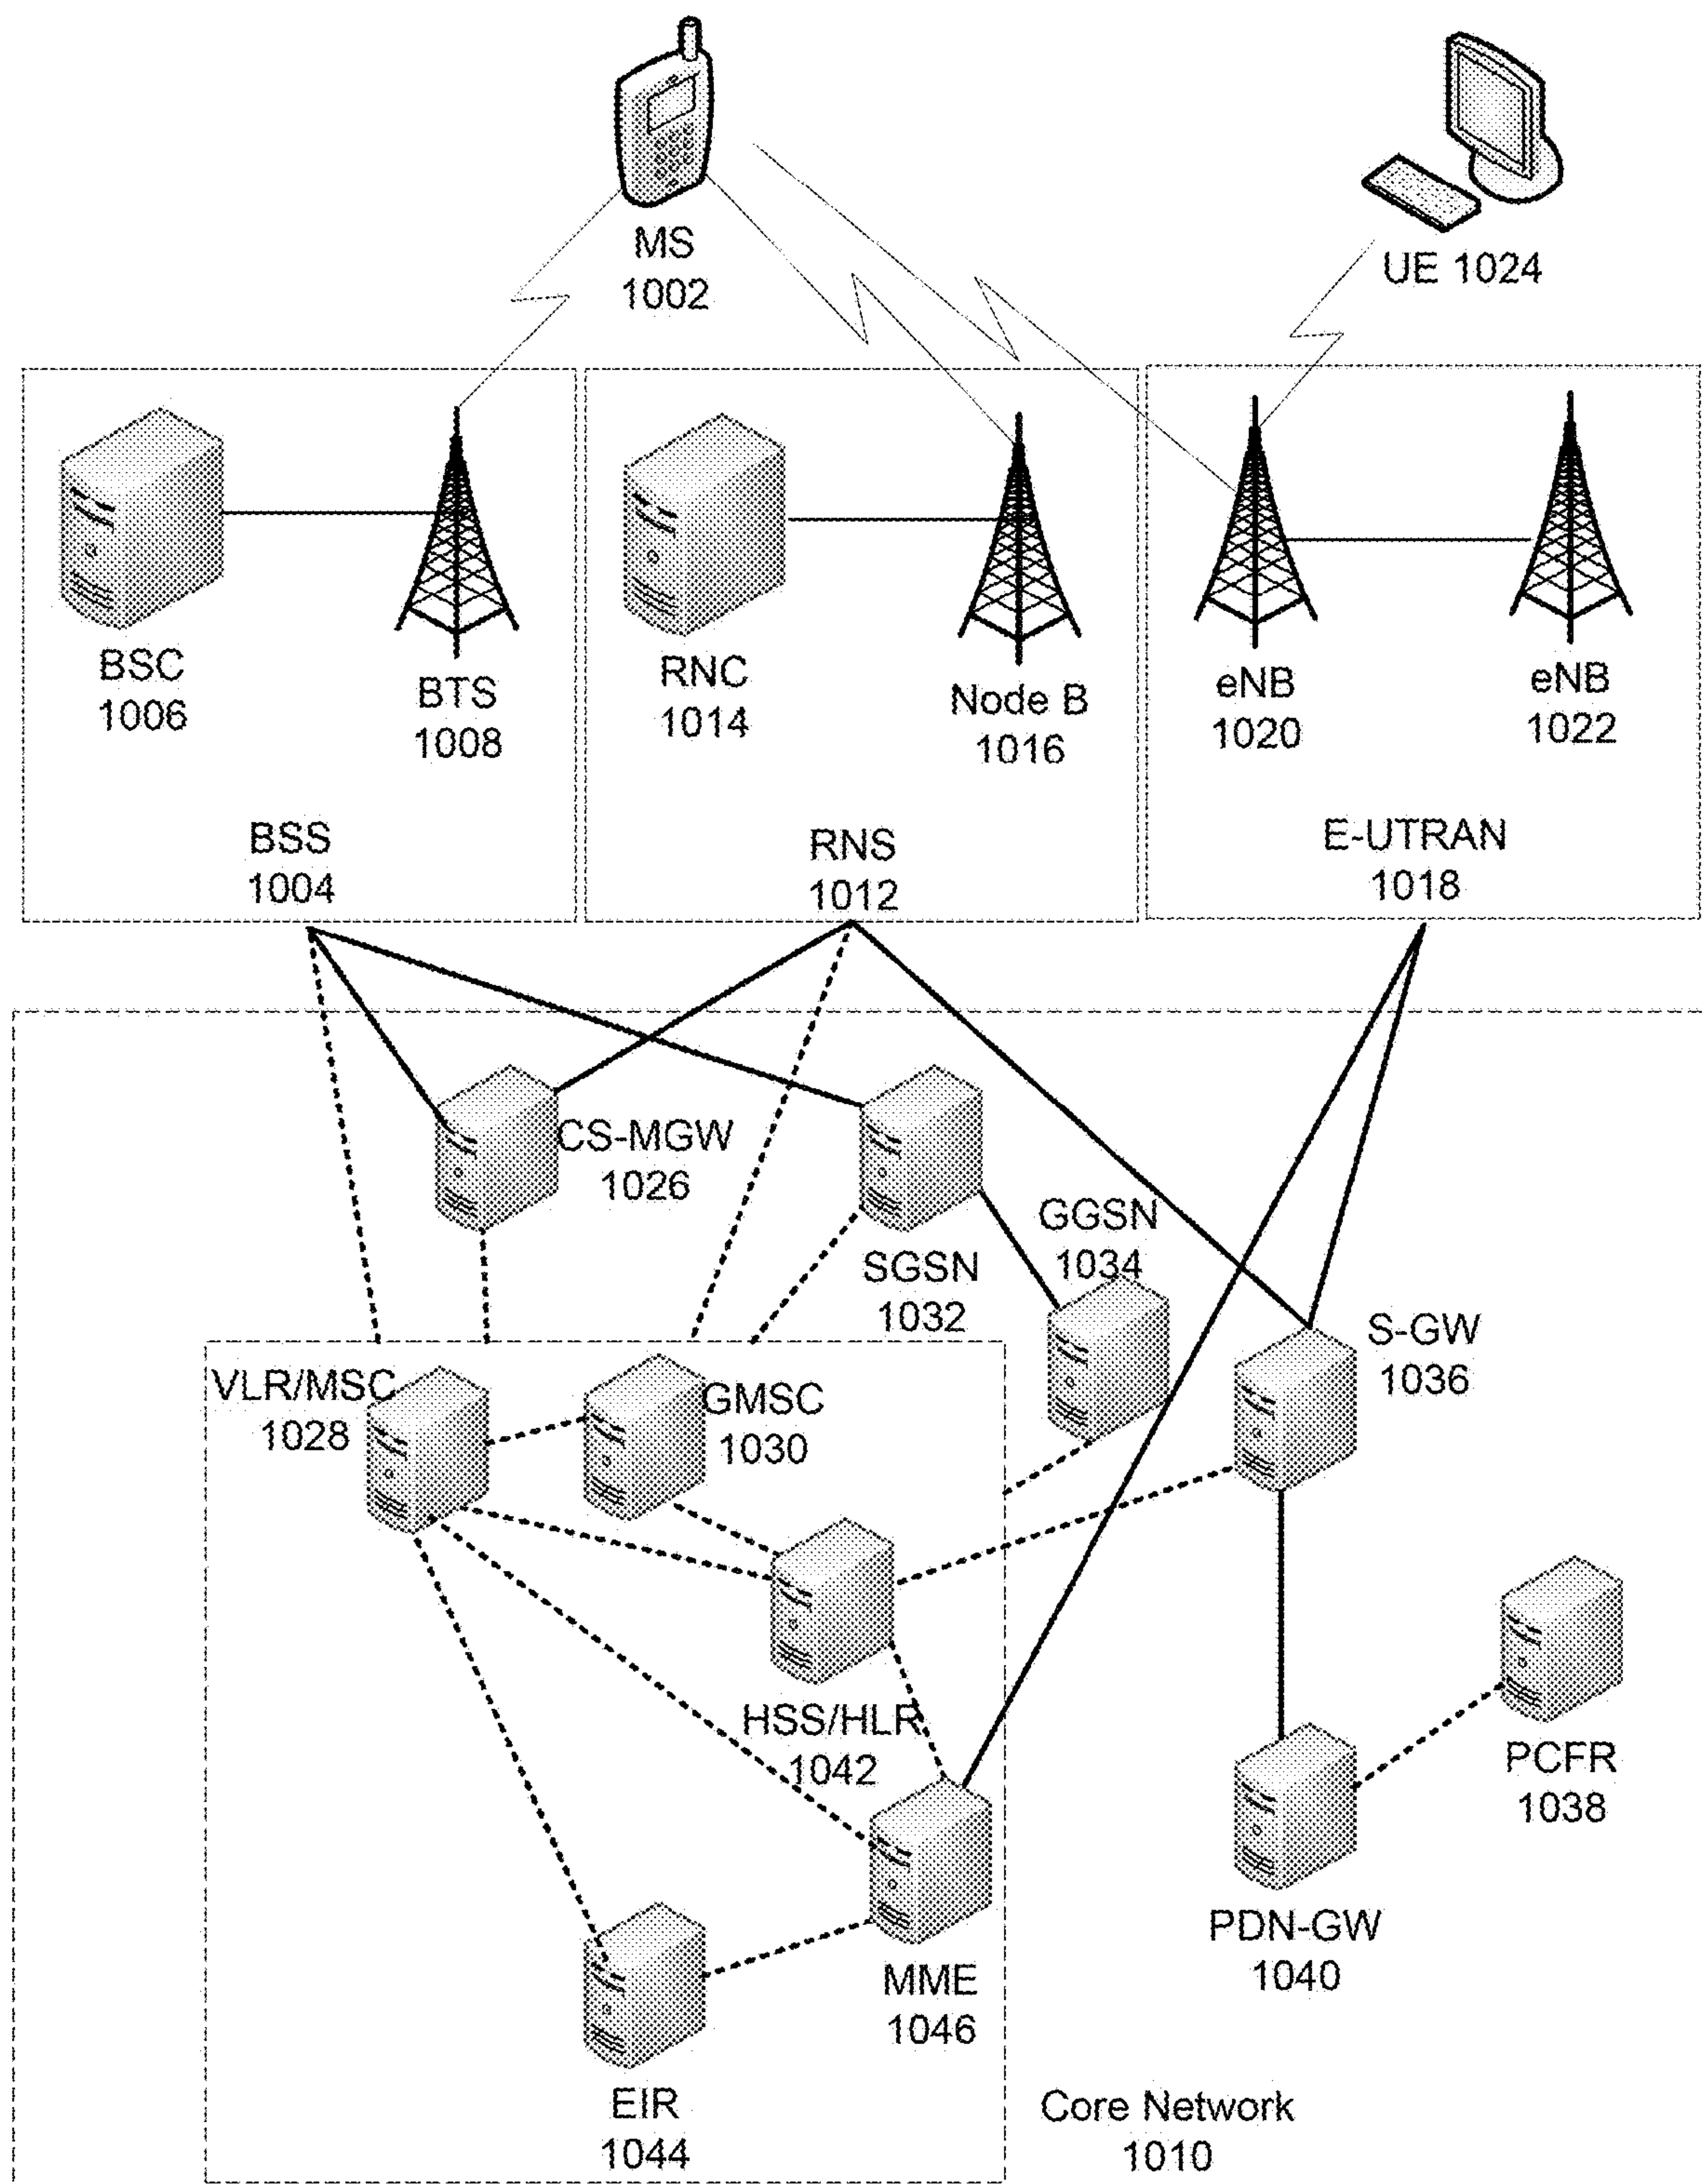 MS
1002
UE 1024
BSC
1006
BTS
1008
RNC
1014
Node B
1016
eNB
1020
eNB
1022
BSS
1004
RNS
1012
E-UTRAN
1018
CS-MGW
1026
SGSN
1032
GGSN
1034
S-GW
1036
VLR/MSC
1028
GMSC
1030
HSS/HLR
1042
PCFR
1038
PDN-GW
1040
MME
1046
EIR
1044
Core Network
1010